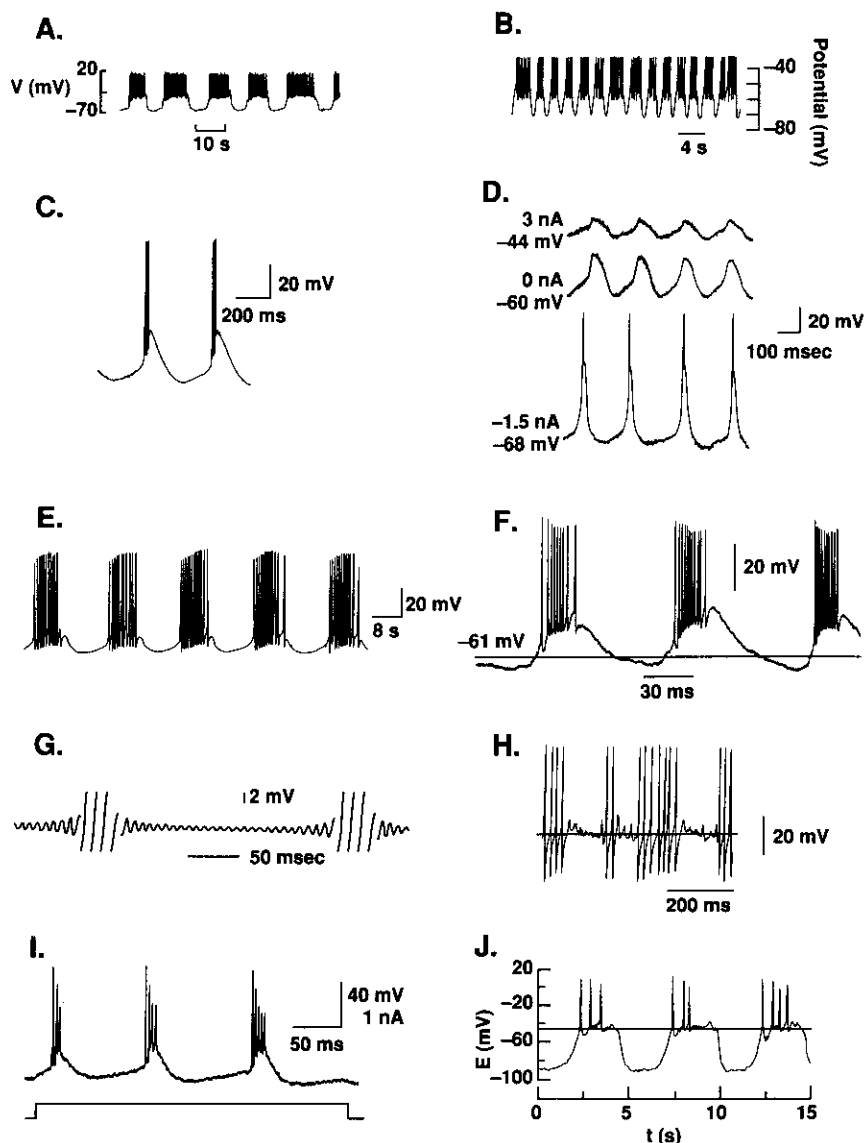 A.
20
V (mV)
−70
10 s
B.
−40
−80
Potential (mV)
4 s
C.
20 mV
200 ms
D.
3 nA
−44 mV
0 nA
−60 mV
20 mV
100 msec
−1.5 nA
−68 mV
E.
20 mV
8 s
F.
20 mV
−61 mV
30 ms
G.
2 mV
50 msec
H.
20 mV
200 ms
I.
40 mV
1 nA
50 ms
J.
20
−20
−60
−100
E (mV)
0 5 10 15
t (s)